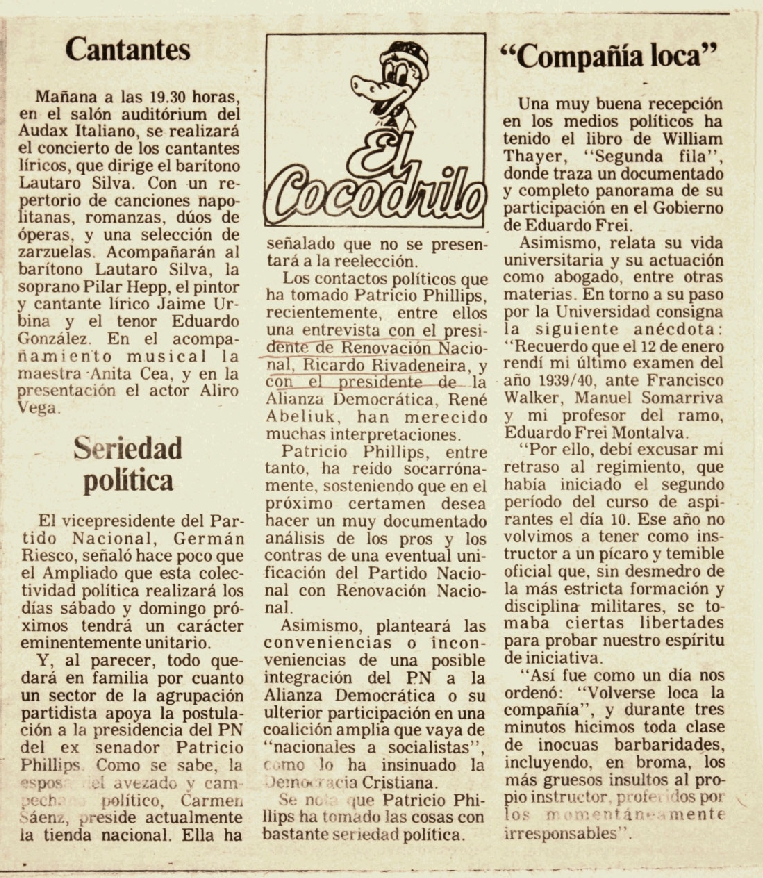 Cantantes
Mañana a las 19.30 horas,
en el salón auditórium del
Audax Italiano, se realizará
el concierto de los cantantes
líricos, que dirige el barítono
Lautaro Silva. Con un re-
pertorio de canciones napo-
litanas, romanzas, dúos de
óperas, y una selección de
zarzuelas. Acompañarán al
barítono Lautaro Silva, la
soprano Pilar Hepp, el pintor
y cantante lírico Jaime Ur-
bina y el tenor Eduardo
González. En el acompa-
ñamiento musical la
maestra Anita Cea, y en la
presentación el actor Aliro
Vega.
Seriedad
política
El vicepresidente del Par-
tido Nacional, Germán
Riesco, señaló hace poco que
el Ampliado que esta colec-
tividad política realizará los
días sábado y domingo pró-
ximos tendrá un carácter
eminentemente unitario.
Y, al parecer, todo que-
dará en familia por cuanto
un sector de la agrupación
partidista apoya la postula-
ción a la presidencia del PN
del ex senador Patricio
Phillips. Como se sabe, la
esposa del avezado y cam-
pechano político, Carmen
Sáenz, preside actualmente
la tienda nacional. Ella ha
El
Cocodrilo
señalado que no se presen-
tará a la reelección.
Los contactos políticos que
ha tomado Patricio Phillips,
recientemente, entre ellos
una entrevista con el presi-
dente de Renovación Nacio-
nal, Ricardo Rivadeneira, y
con el presidente de la
Alianza Democrática, René
Abeliuk, han merecido
muchas interpretaciones.
Patricio Phillips, entre
tanto, ha reído socarróna-
mente, sosteniendo que en el
próximo certamen desea
hacer un muy documentado
análisis de los pros y los
contras de una eventual uni-
ficación del Partido Nacio-
nal con Renovación Nacio-
nal.
Asimismo, planteará las
conveniencias o incon-
veniencias de una posible
integración del PN a la
Alianza Democrática o su
ulterior participación en una
coalición amplia que vaya de
"nacionales a socialistas",
como lo ha insinuado la
Democracia Cristiana.
Se nota que Patricio Phi-
llips ha tomado las cosas con
bastante seriedad política.
"Compañía loca"
Una muy buena recepción
en los medios políticos ha
tenido el libro de William
Thayer, "Segunda fila",
donde traza un documentado
y completo panorama de su
participación en el Gobierno
de Eduardo Frei.
Asimismo, relata su vida
universitaria y su actuación
como abogado, entre otras
materias. En torno a su paso
por la Universidad consigna
la siguiente anécdota:
"Recuerdo que el 12 de enero
rendí mi último examen del
año 1939/40, ante Francisco
Walker, Manuel Somarriva
y mi profesor del ramo,
Eduardo Frei Montalva.
"Por ello, debí excusar mi
retraso al regimiento, que
había iniciado el segundo
período del curso de aspi-
rantes el día 10. Ese año no
volvimos a tener como ins-
tructor a un pícaro y temible
oficial que, sin desmedro de
la más estricta formación y
disciplina militares, se to-
maba ciertas libertades
para probar nuestro espíritu
de iniciativa.
"Así fue como un día nos
ordenó: "Volverse loca la
compañía", y durante tres
minutos hicimos toda clase
de inocuas barbaridades,
incluyendo, en broma, los
más gruesos insultos al pro-
pio instructor, proferidos por
los momentáneamente
irresponsables".